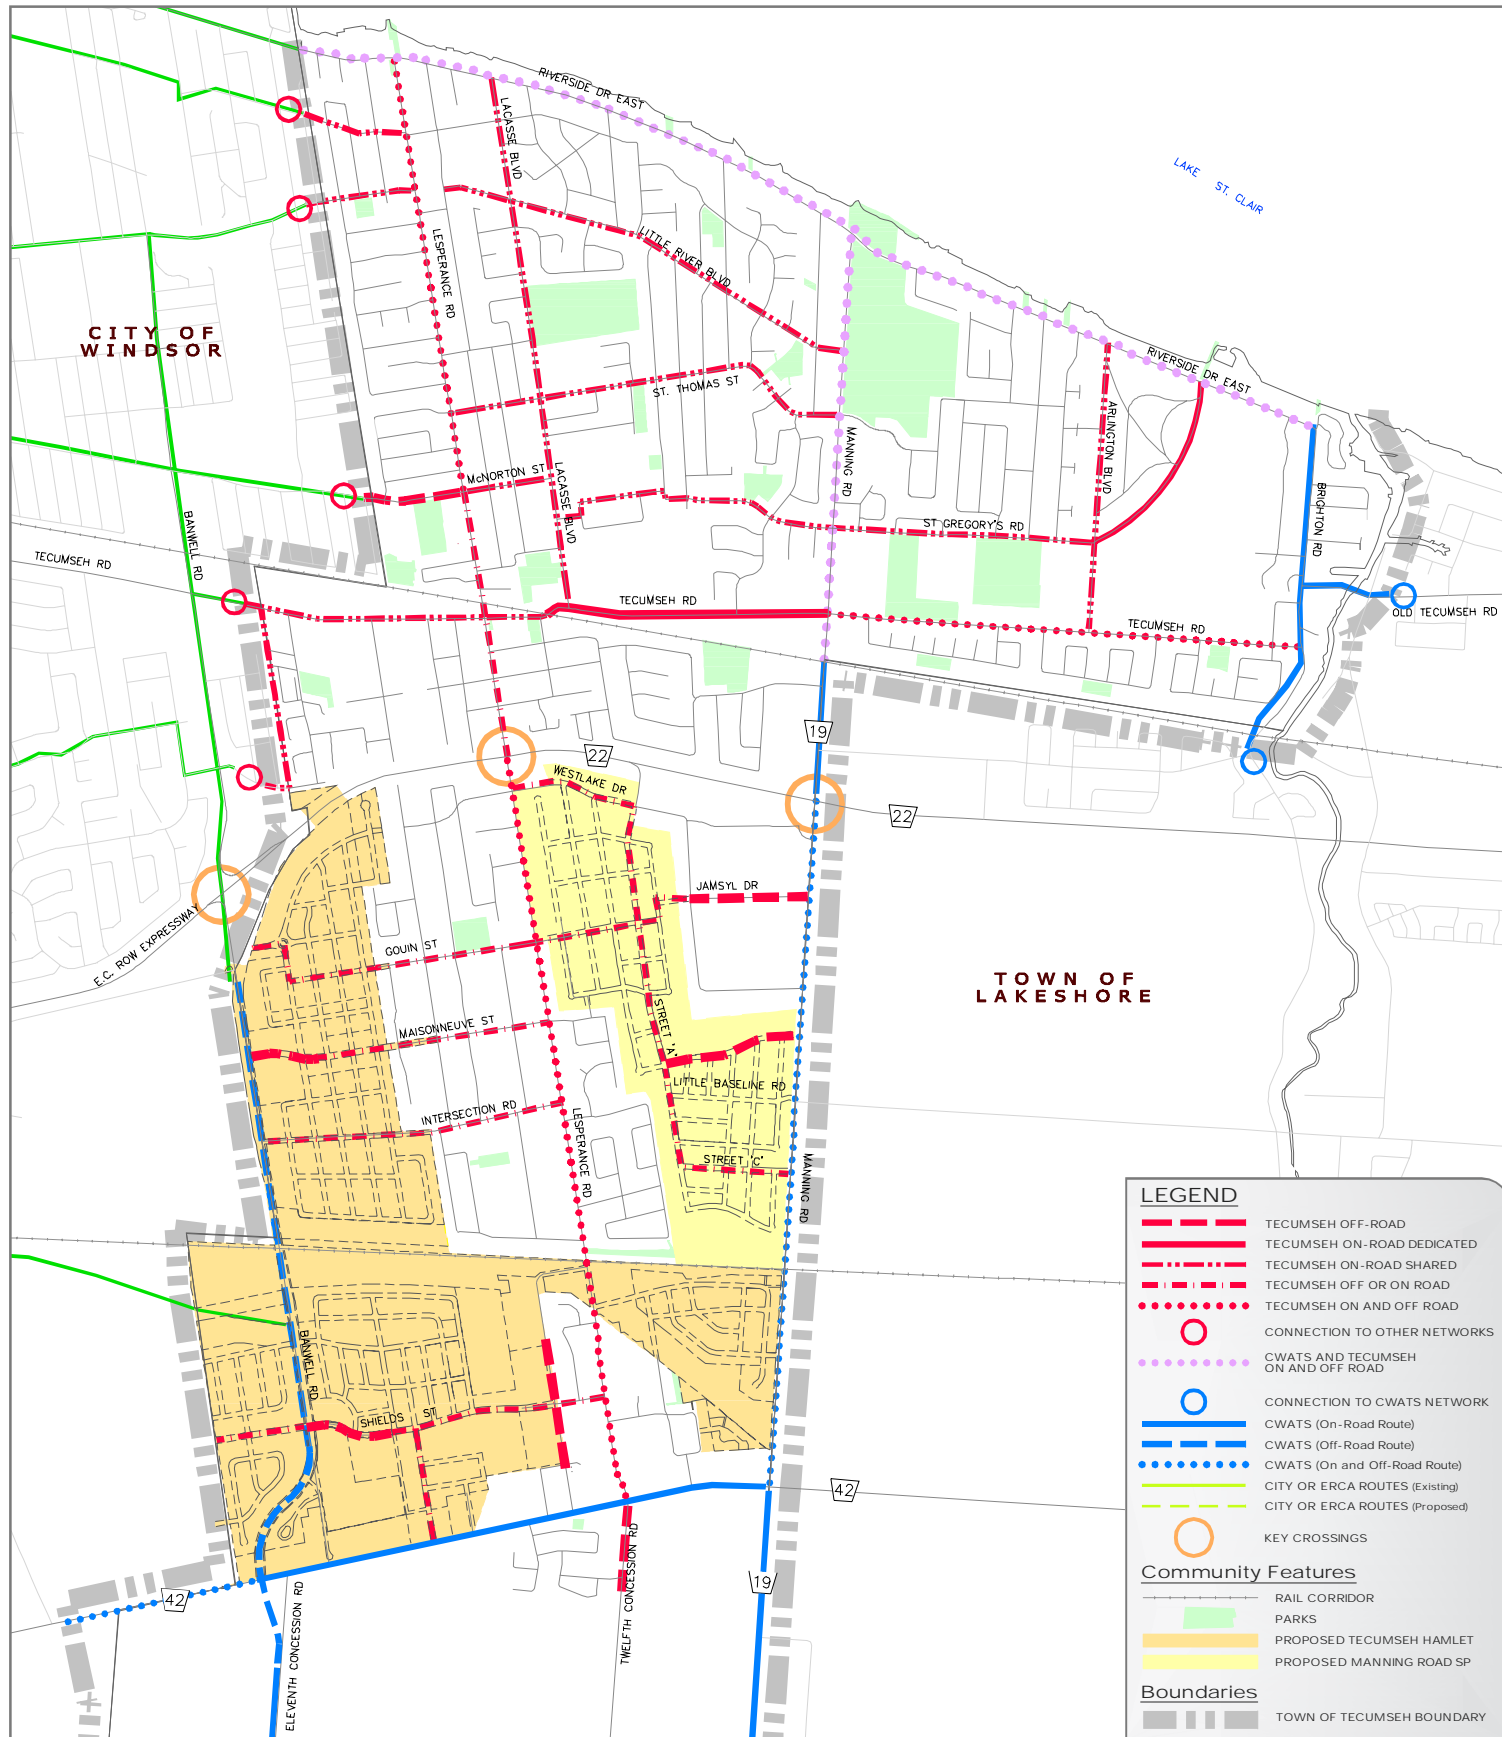 RIVERSIDE DR EAST
LACASSE BLVD
LAKE ST. CLAIR
LESPERANCE RD
LITTLE RIVER BLVD
CITY OF
WINDSOR
RIVERSIDE DR EAST
ST. THOMAS ST
ARLINGTON BLVD
MANNING RD
McNORTON ST
LACASSE BLVD
BRIGHTON RD
BANWELL RD
ST GREGORY'S RD
TECUMSEH RD
TECUMSEH RD
OLD TECUMSEH RD
TECUMSEH RD
19
22
WESTLAKE DR
22
JAMSYL DR
E.C. ROW EXPRESSWAY
GOUIN ST
TOWN OF
LAKESHORE
STREET 'A'
MAISONNEUVE ST
LITTLE BASELINE RD
INTERSECTION RD
LESPERANCE RD
STREET 'C'
MANNING RD
BANWELL RD
SHIELDS ST
42
42
19
ELEVENTH CONCESSION RD
TWELFTH CONCESSION RD
LEGEND
TECUMSEH OFF-ROAD
TECUMSEH ON-ROAD DEDICATED
TECUMSEH ON-ROAD SHARED
TECUMSEH OFF OR ON ROAD
TECUMSEH ON AND OFF ROAD
CONNECTION TO OTHER NETWORKS
CWATS AND TECUMSEH
ON AND OFF ROAD
CONNECTION TO CWATS NETWORK
CWATS (On-Road Route)
CWATS (Off-Road Route)
CWATS (On and Off-Road Route)
CITY OR ERCA ROUTES (Existing)
CITY OR ERCA ROUTES (Proposed)
KEY CROSSINGS
Community Features
RAIL CORRIDOR
PARKS
PROPOSED TECUMSEH HAMLET
PROPOSED MANNING ROAD SP
Boundaries
TOWN OF TECUMSEH BOUNDARY